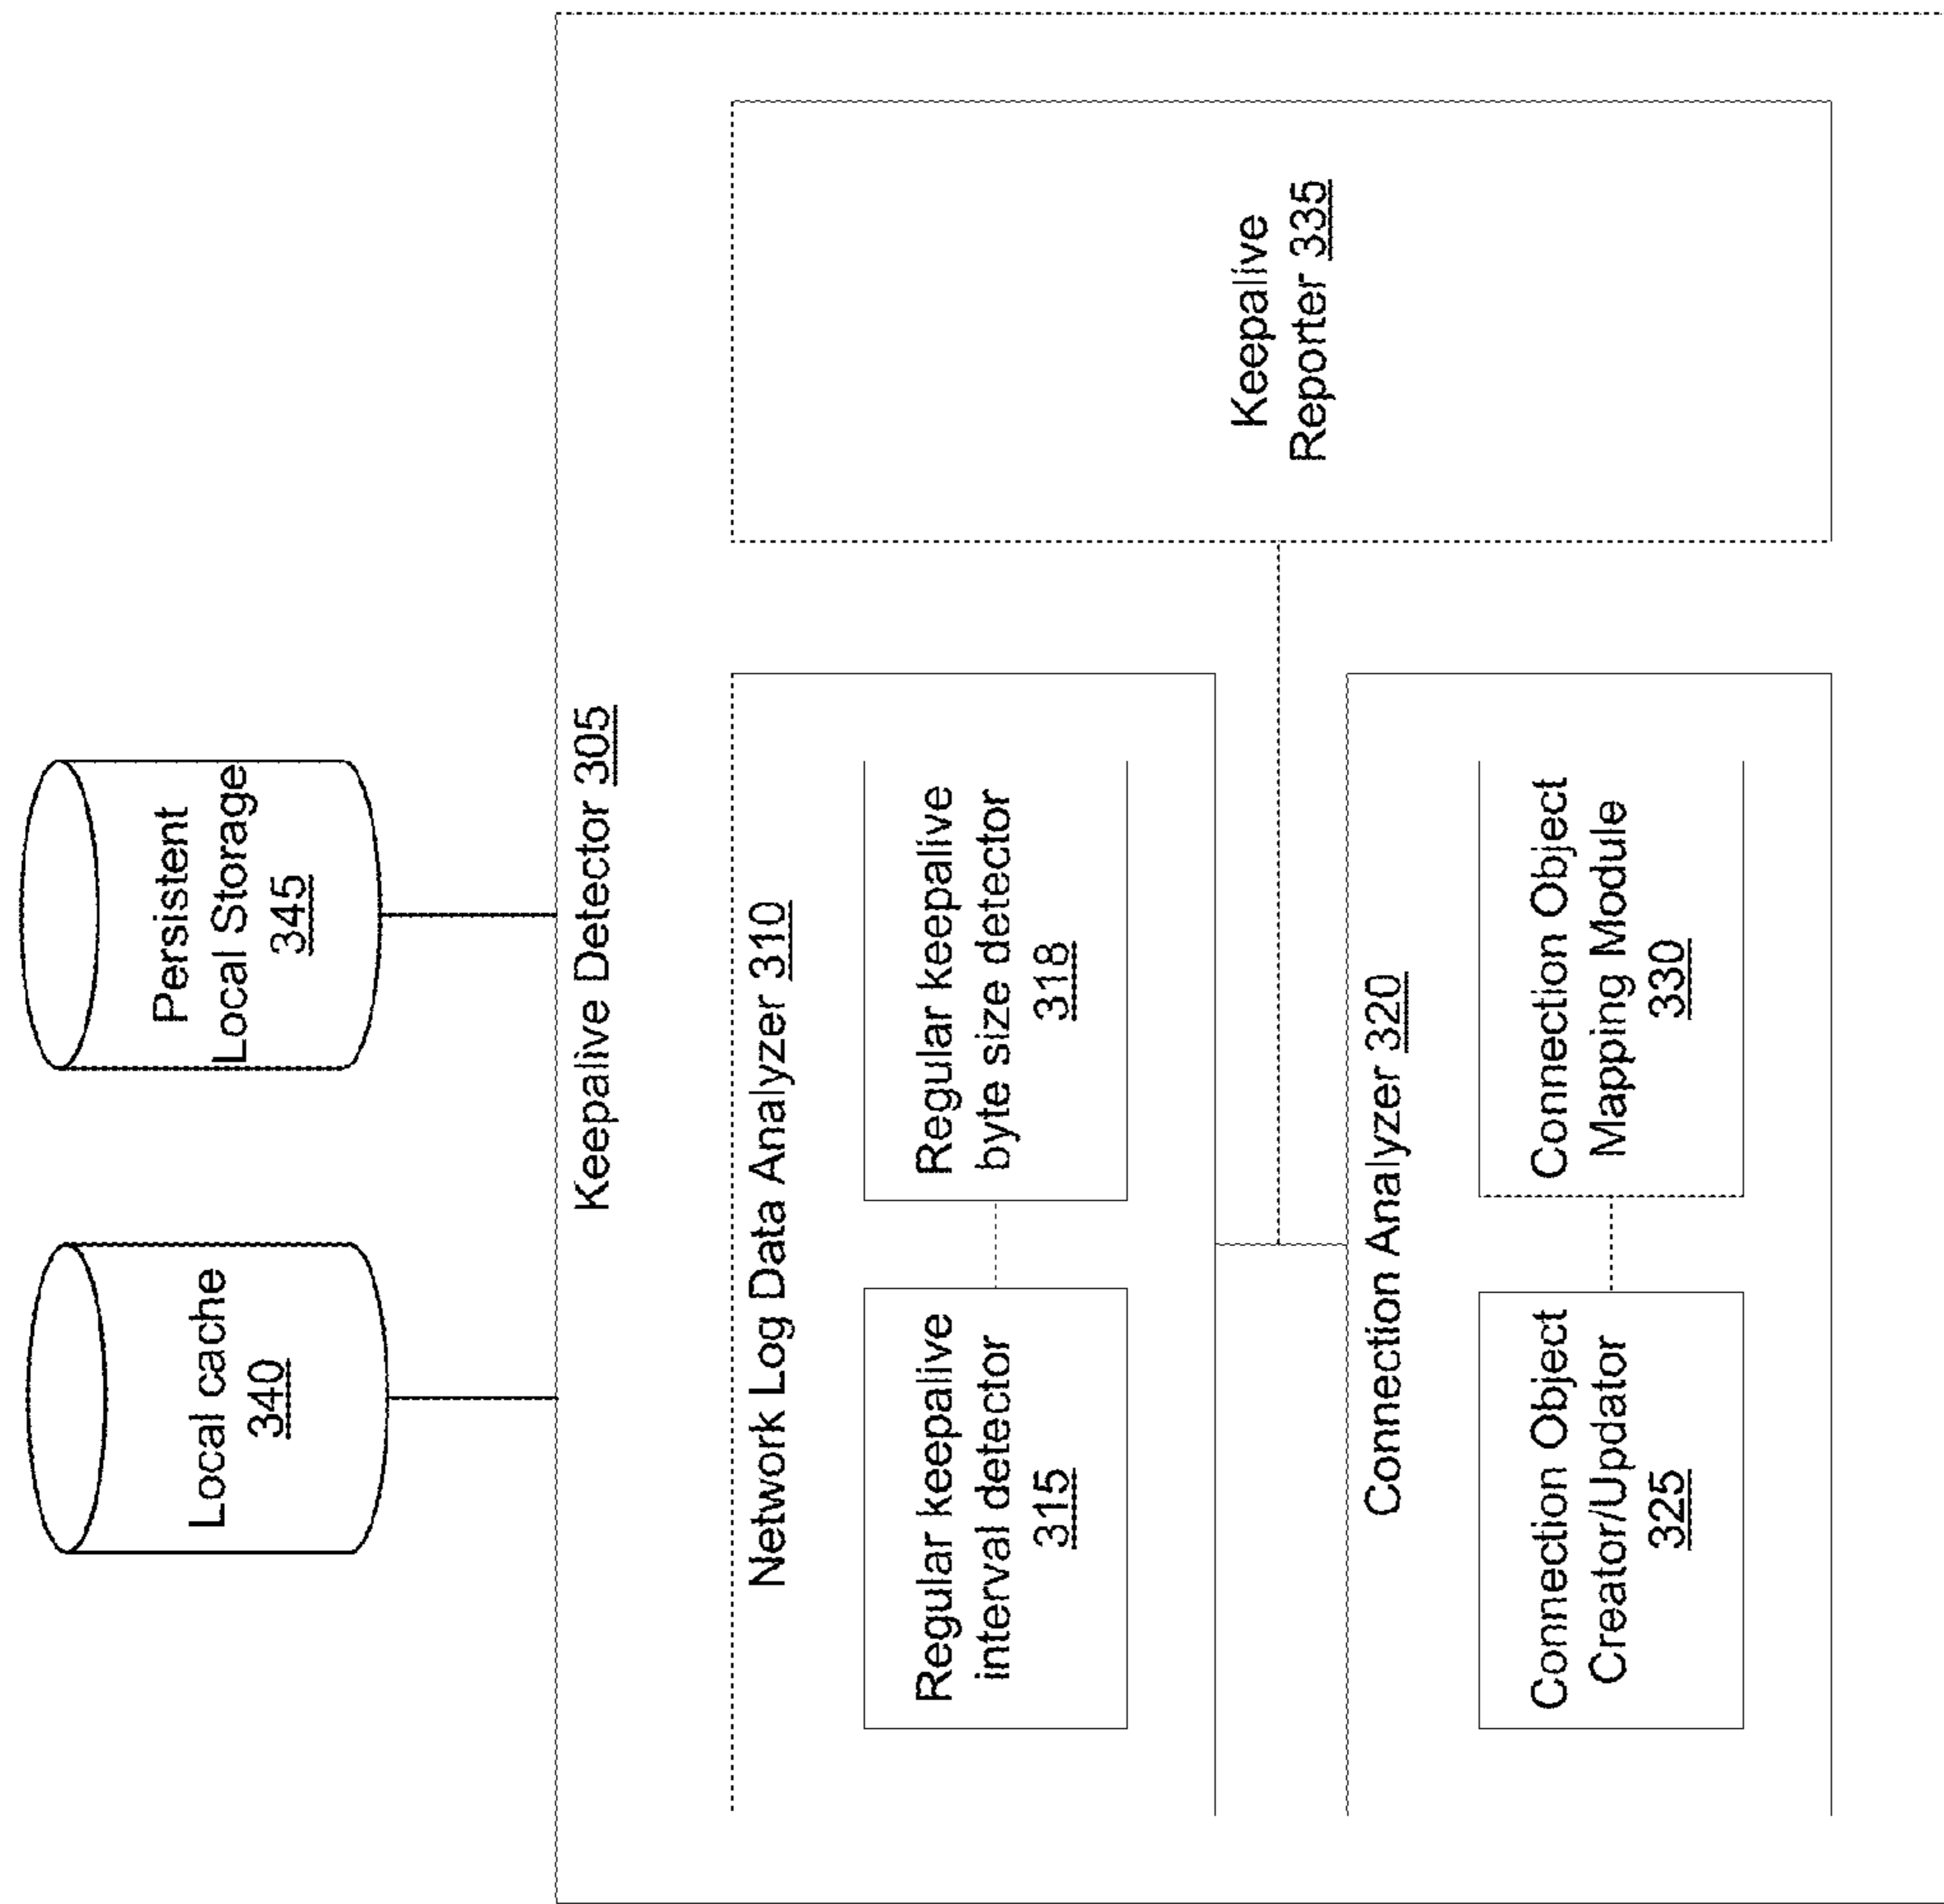 Local cache
340
Persistent
Local Storage
345
Keepalive Detector 305
Network Log Data Analyzer 310
Regular keepalive
interval detector
315
Regular keepalive
byte size detector
318
Connection Analyzer 320
Connection Object
Creator/Updator
325
Connection Object
Mapping Module
330
Keepalive
Reporter 335